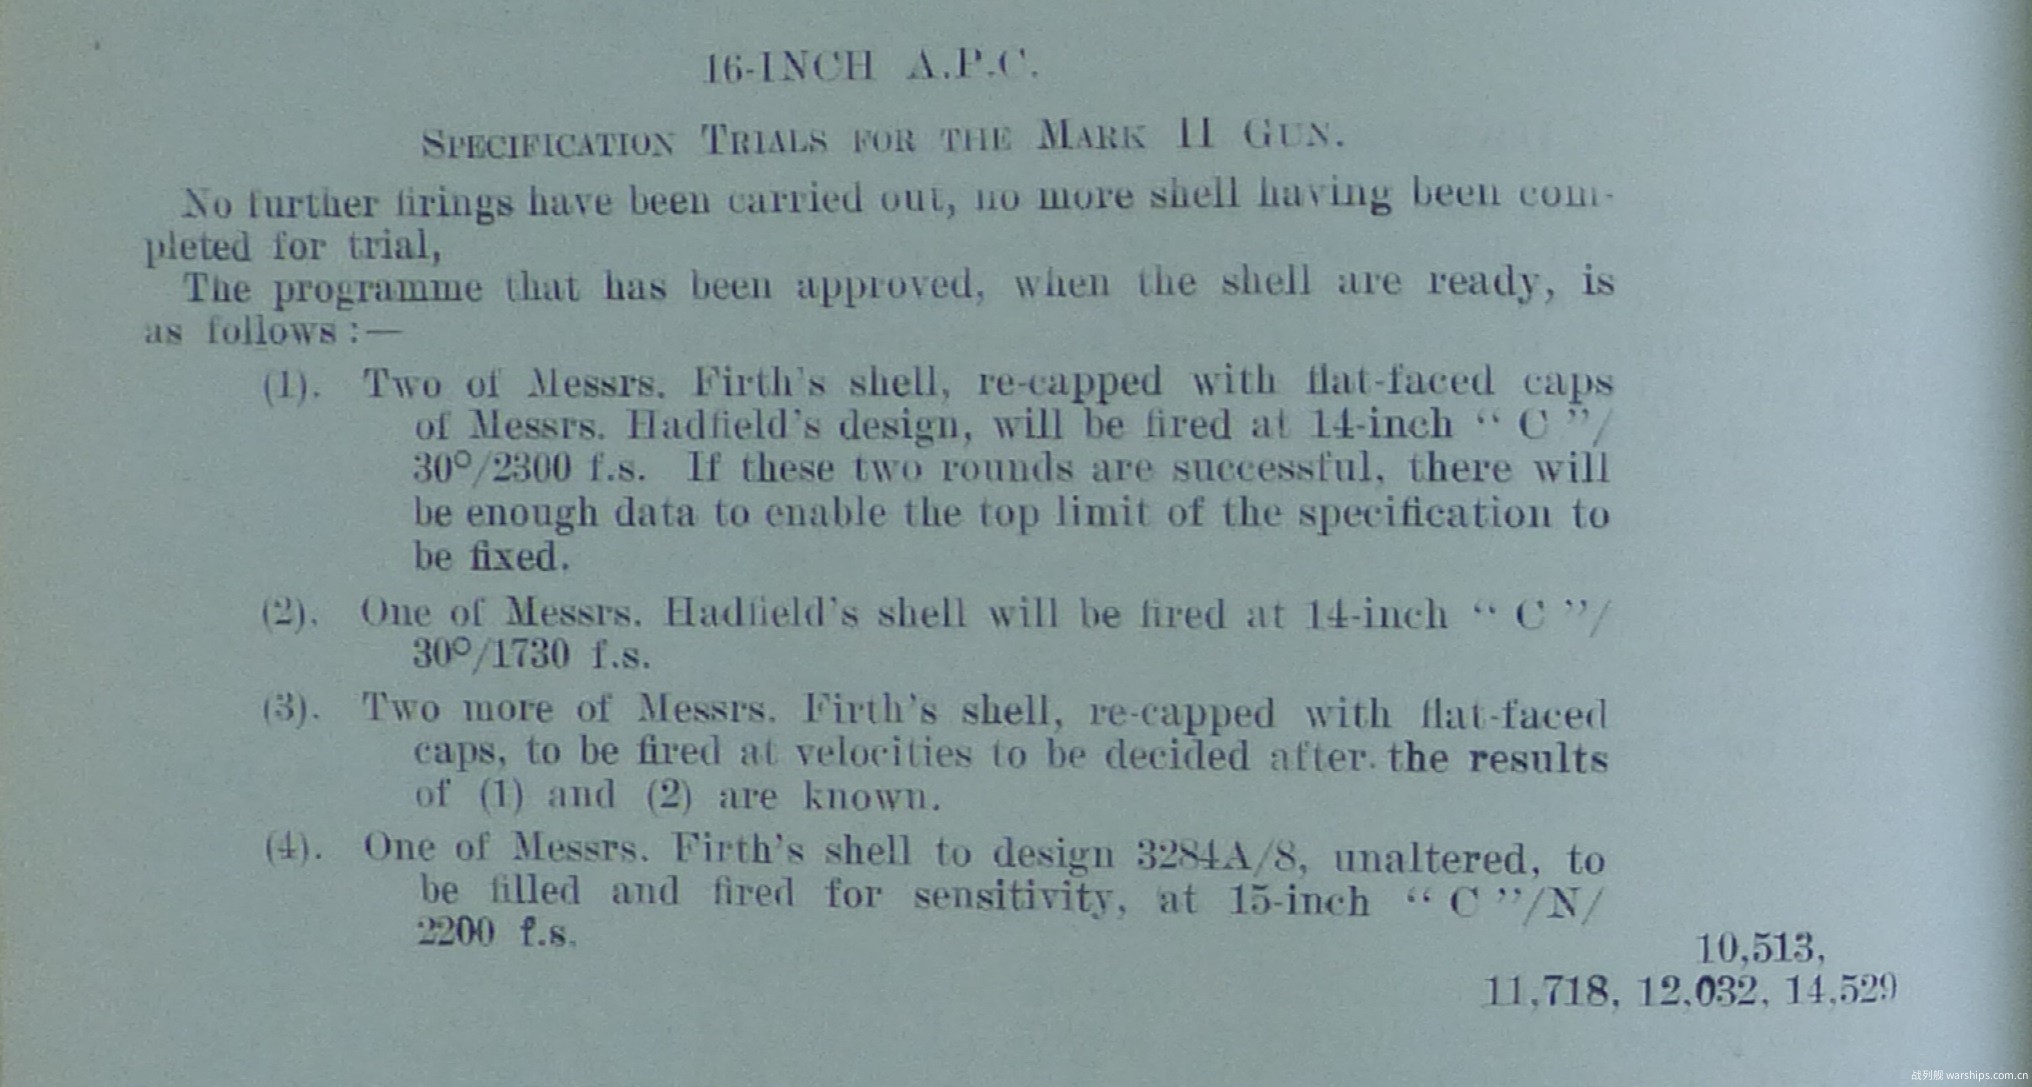 16-INCH A.P.C.
SPECIFICATION TRIALS FOR THE MARK II GUN.
No further firings have been carried out, no more shell having been com-
pleted for trial,
The programme that has been approved, when the shell are ready, is
as follows :—
(1). Two of Messrs. Firth's shell, re-capped with flat-faced caps
of Messrs. Hadfield's design, will be fired at 14-inch “ C ”/
30°/2300 f.s. If these two rounds are successful, there will
be enough data to enable the top limit of the specification to
be fixed.
(2). One of Messrs. Hadfield's shell will be fired at 14-inch “ C ”/
30°/1730 f.s.
(3). Two more of Messrs. Firth's shell, re-capped with flat-faced
caps, to be fired at velocities to be decided after. the results
of (1) and (2) are known.
(4). One of Messrs. Firth's shell to design 3284A/8, unaltered, to
be filled and fired for sensitivity, at 15-inch “ C ”/N/
2200 f.s.
10,513,
11,718, 12,032, 14,529
战列舰 warships.com.cn